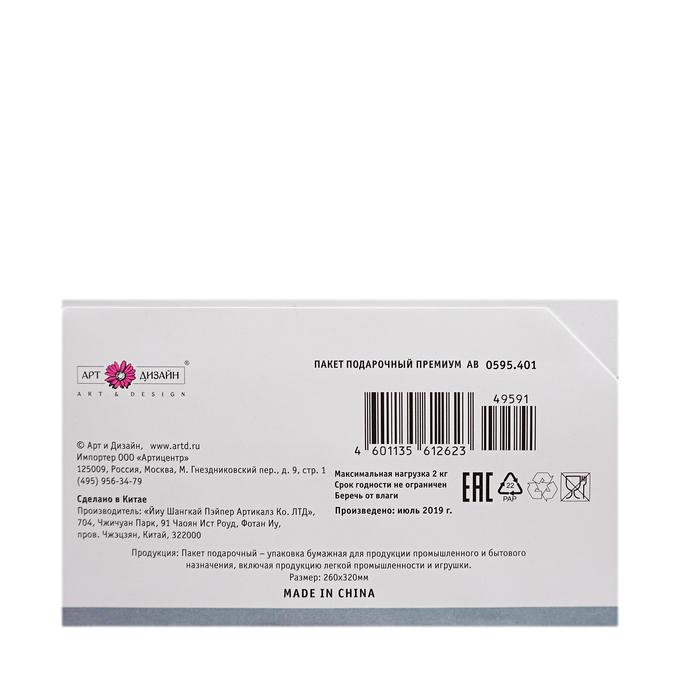 АРТ ДИЗАЙН ®
ART & DESIGN
ПАКЕТ ПОДАРОЧНЫЙ ПРЕМИУМ АВ 0595.401
49591
4 601135 612623
© Арт и Дизайн, www.artd.ru
Импортер ООО «Артицентр»
125009, Россия, Москва, М. Гнездниковский пер., д. 9, стр. 1
(495) 956-34-79
Максимальная нагрузка 2 кг
Срок годности не ограничен
Беречь от влаги
Произведено: июль 2019 г.
EAC
22
PAP
Сделано в Китае
Производитель: «Йиу Шангкай Пэйпер Артикалз Ко. ЛТД»,
704, Чжичуан Парк, 91 Чаоян Ист Роуд, Фотан Иу,
пров. Чжэцзян, Китай, 322000
Продукция: Пакет подарочный – упаковка бумажная для продукции промышленного и бытового
назначения, включая продукцию легкой промышленности и игрушки.
Размер: 260х320мм
MADE IN CHINA